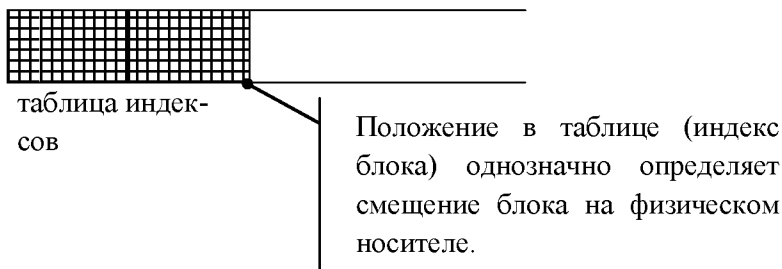 таблица индек-
сов
Положение в таблице (индекс
блока) однозначно определяет
смещение блока на физическом
носителе.